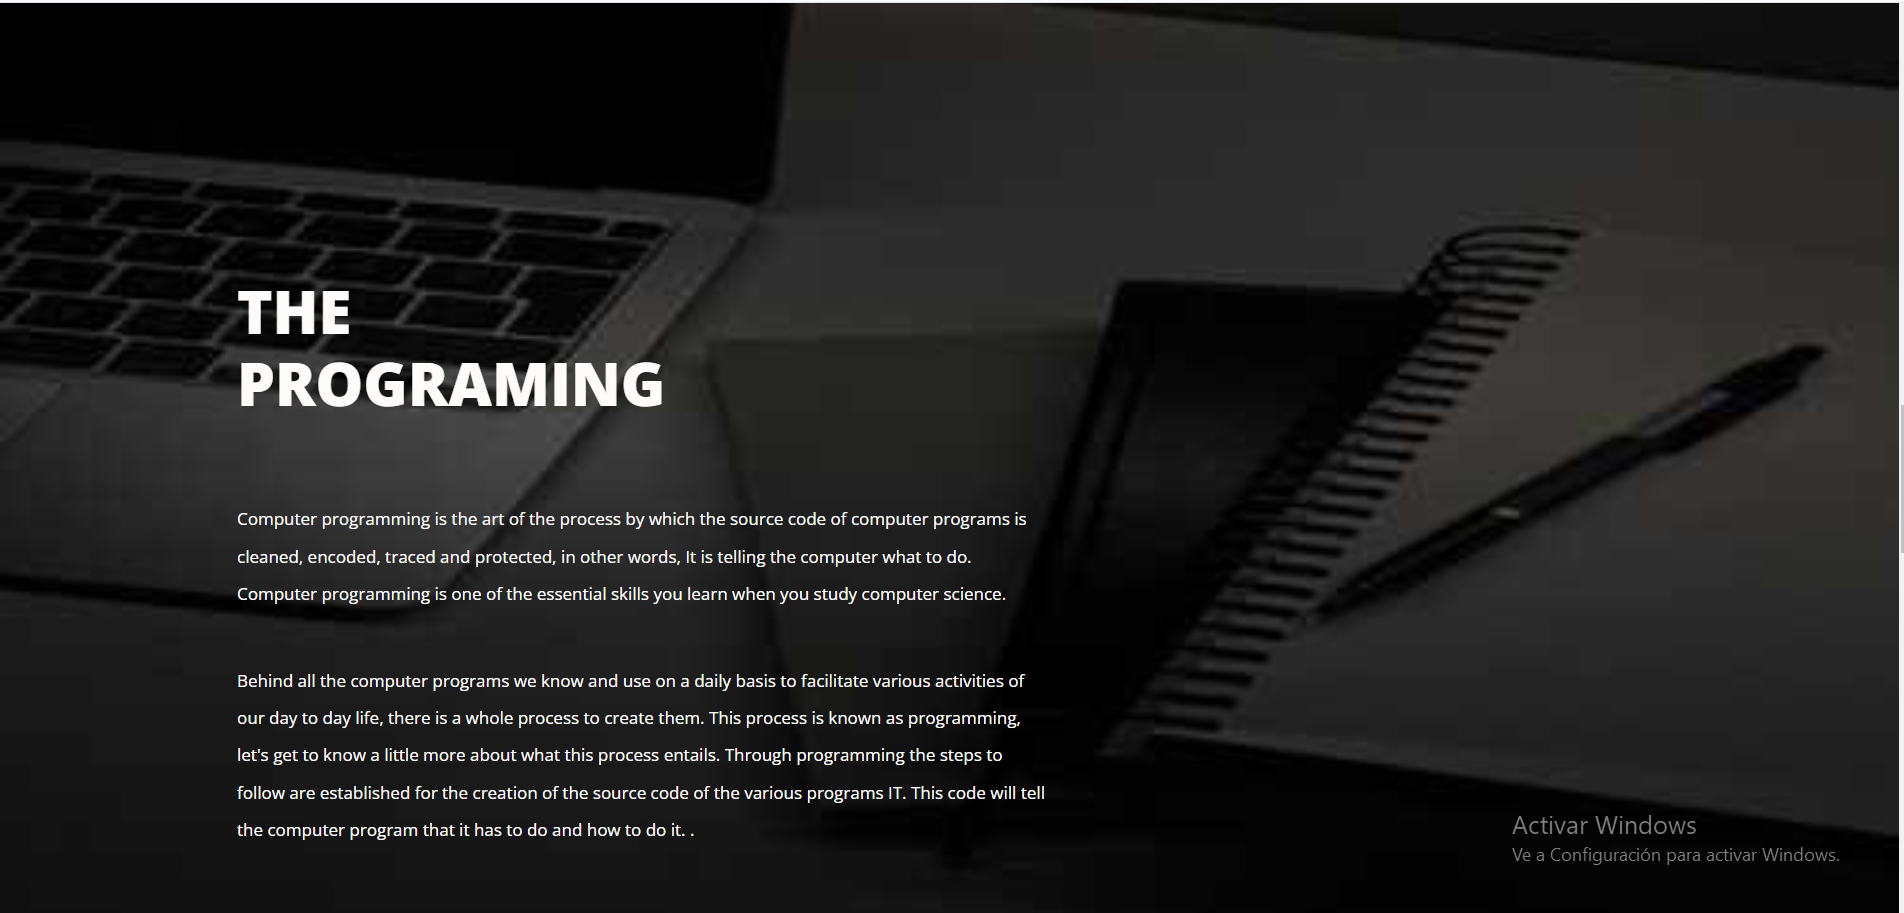 THE
PROGRAMING
Computer programming is the art of the process by which the source code of computer programs is
cleaned, encoded, traced and protected, in other words, It is telling the computer what to do.
Computer programming is one of the essential skills you learn when you study computer science.
Behind all the computer programs we know and use on a daily basis to facilitate various activities of
our day to day life, there is a whole process to create them. This process is known as programming,
let's get to know a little more about what this process entails. Through programming the steps to
follow are established for the creation of the source code of the various programs IT. This code will tell
the computer program that it has to do and how to do it. .
Activar Windows
Ve a Configuración para activar Windows.